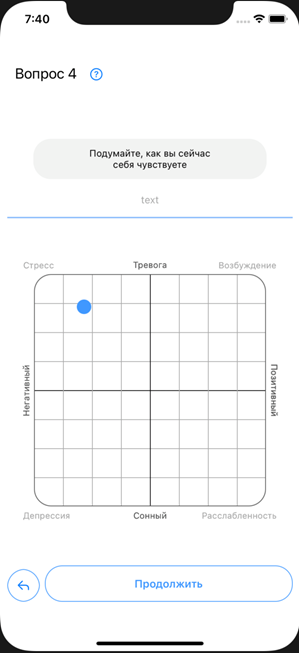 7:40
Вопрос 4 ?
Подумайте, как вы сейчас
себя чувствуете
text
Стресс Тревога Возбуждение
Негативный
Позитивный
Депрессия Сонный Расслабленность
Продолжить